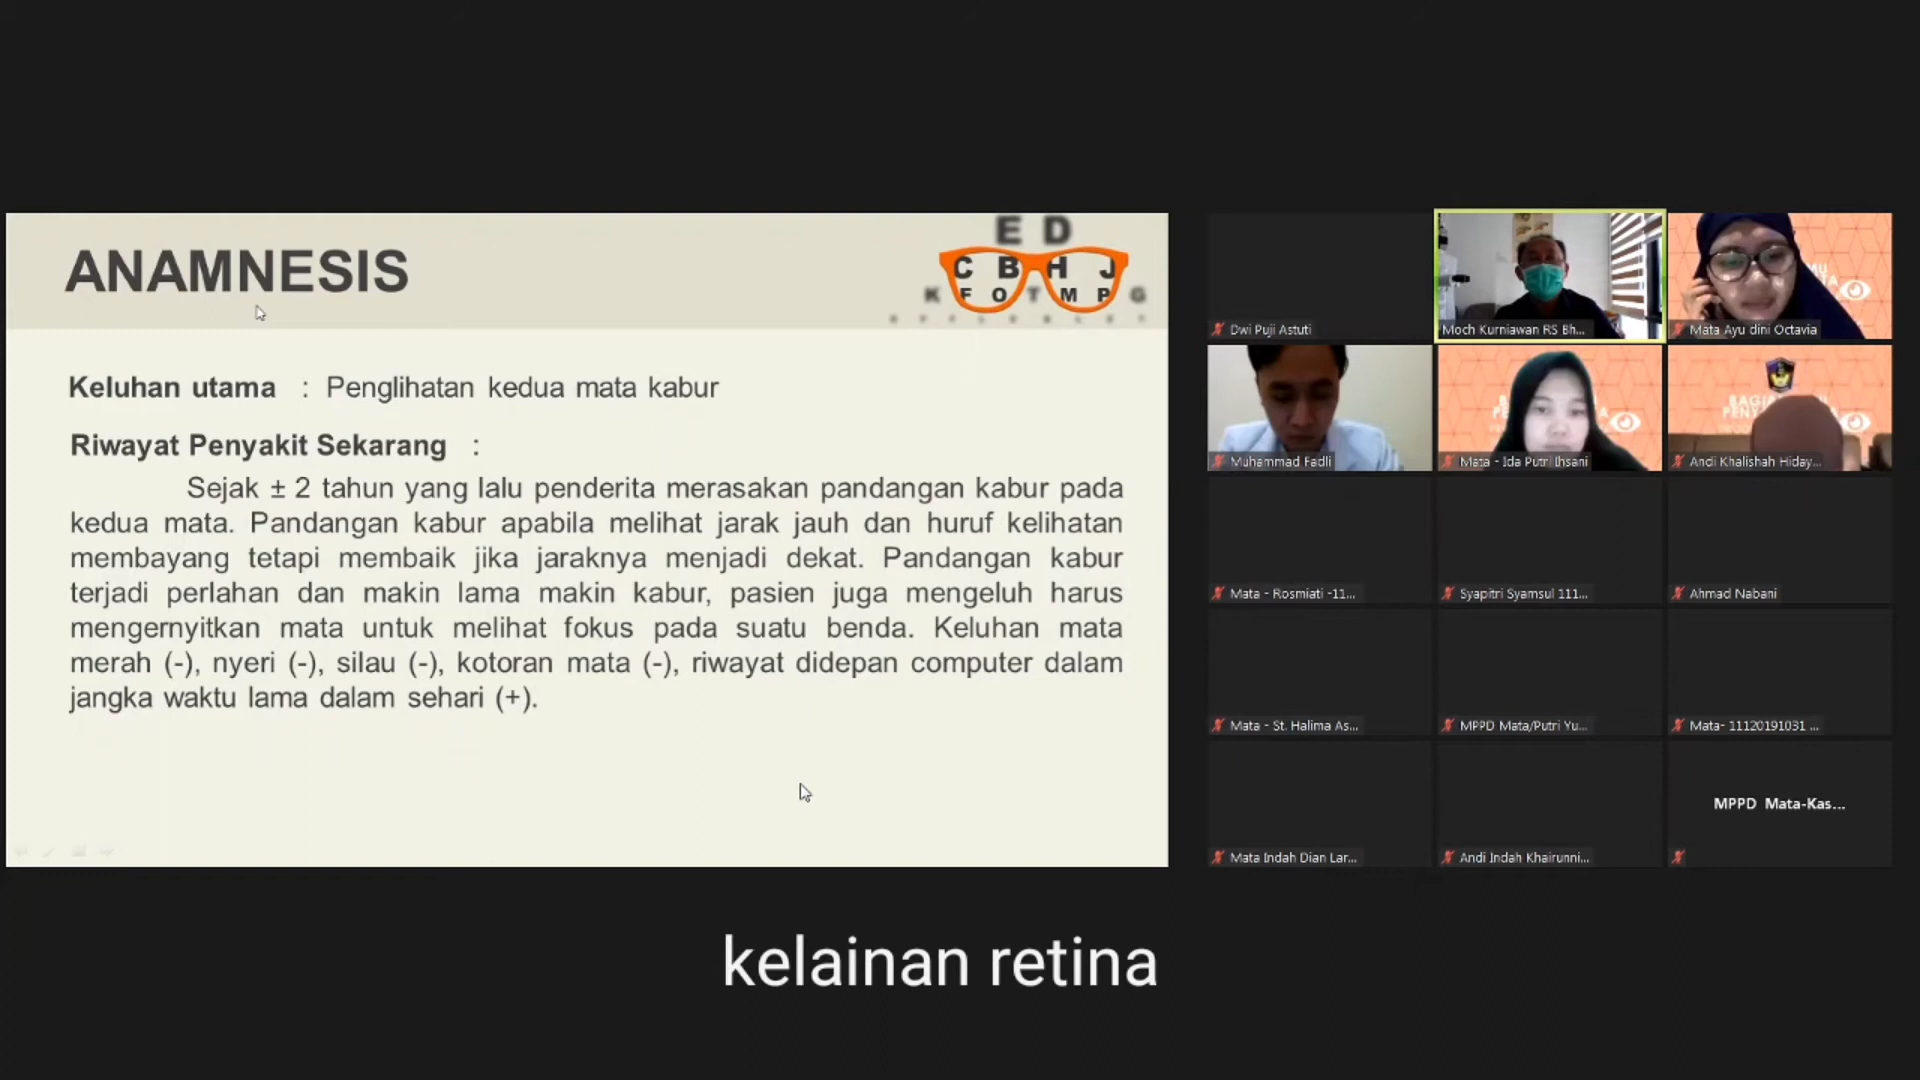 ANAMNESIS
E D
C B H J
K F O T M P G
Keluhan utama : Penglihatan kedua mata kabur
Riwayat Penyakit Sekarang :
Sejak ± 2 tahun yang lalu penderita merasakan pandangan kabur pada
kedua mata. Pandangan kabur apabila melihat jarak jauh dan huruf kelihatan
membayang tetapi membaik jika jaraknya menjadi dekat. Pandangan kabur
terjadi perlahan dan makin lama makin kabur, pasien juga mengeluh harus
mengernyitkan mata untuk melihat fokus pada suatu benda. Keluhan mata
merah (-), nyeri (-), silau (-), kotoran mata (-), riwayat didepan computer dalam
jangka waktu lama dalam sehari (+).
Dwi Puji Astuti
Moch Kurniawan RS Bh...
Mata Ayu dini Octavia
Muhammad Fadli
Mata - Ida Putri Ihsani
Andi Khalishah Hiday...
Mata - Rosmiati -11...
Syapitri Syamsul 111...
Ahmad Nabani
Mata - St. Halima As...
MPPD Mata/Putri Yu...
Mata- 11120191031 ...
Mata Indah Dian Lar...
Andi Indah Khairunni...
MPPD Mata-Kas...
kelainan retina